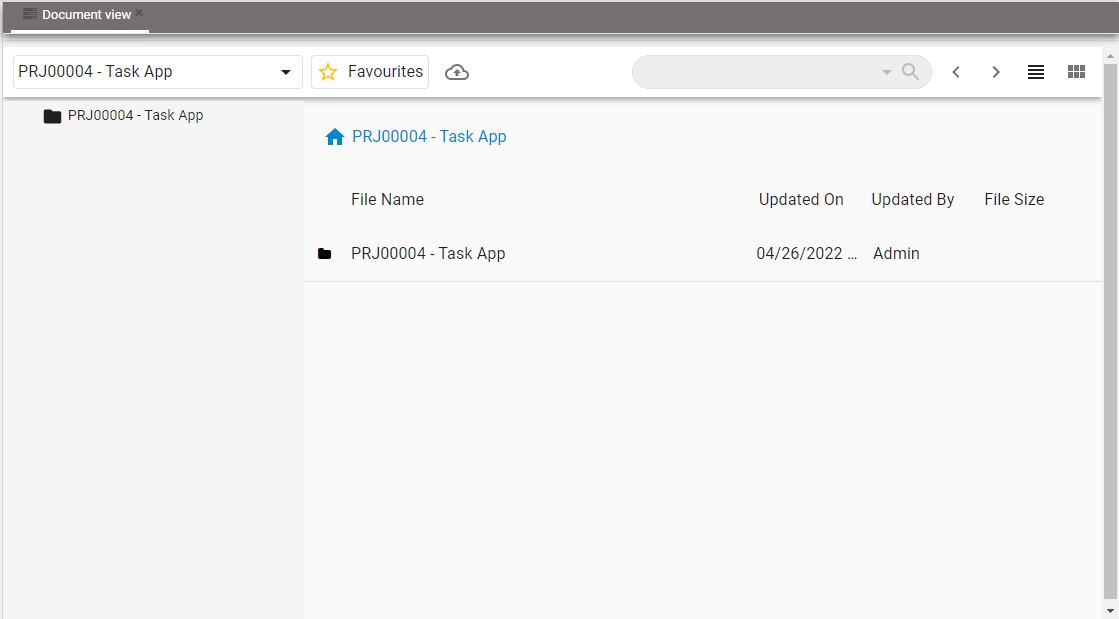 Document view
PRJ00004 - Task App
Favourites
PRJ00004 - Task App
PRJ00004 - Task App
File Name Updated On Updated By File Size
PRJ00004 - Task App 04/26/2022 ... Admin